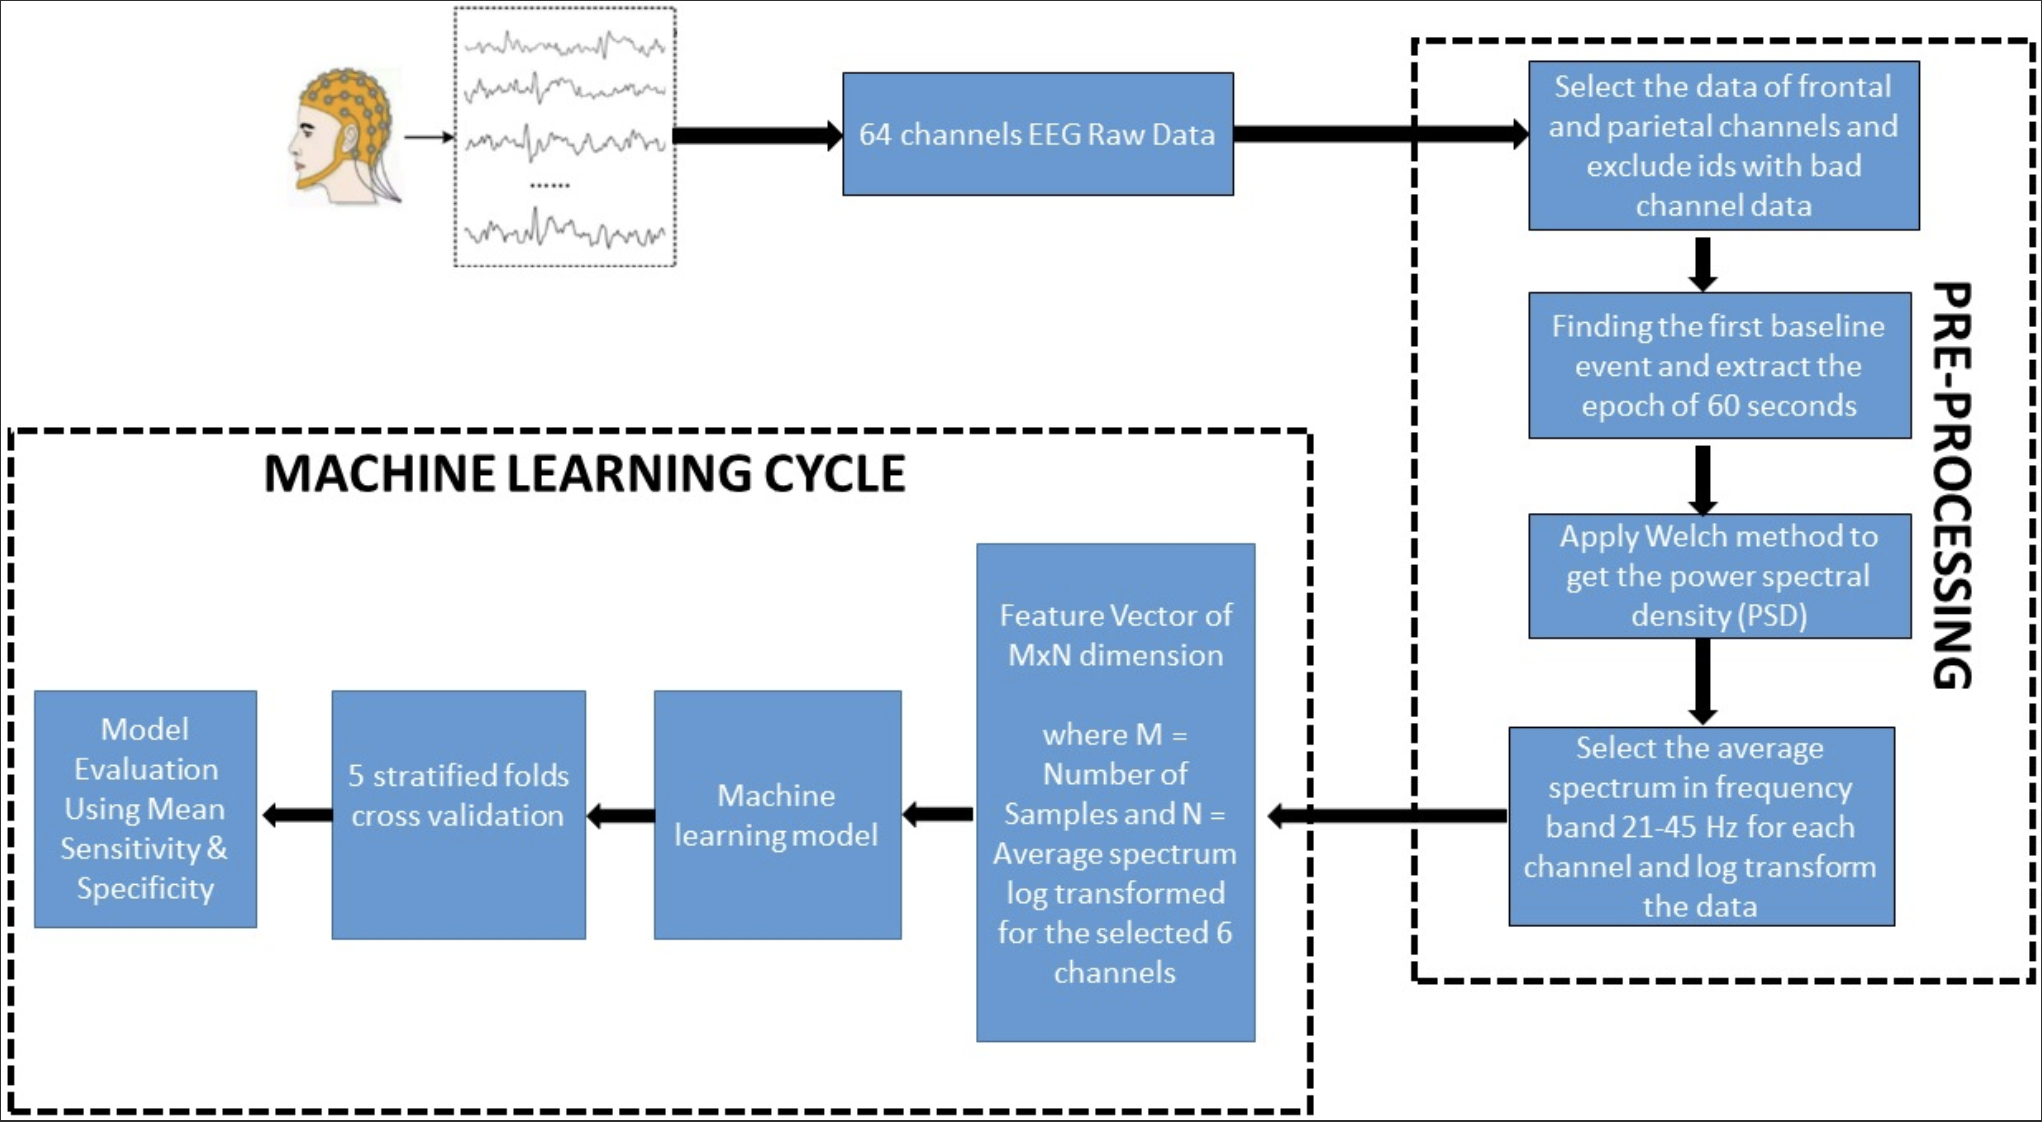 ......
64 channels EEG Raw Data
Select the data of frontal
and parietal channels and
exclude ids with bad
channel data
Finding the first baseline
event and extract the
epoch of 60 seconds
Apply Welch method to
get the power spectral
density (PSD)
Select the average
spectrum in frequency
band 21-45 Hz for each
channel and log transform
the data
PRE-PROCESSING
MACHINE LEARNING CYCLE
Feature Vector of
MxN dimension
where M =
Number of
Samples and N =
Average spectrum
log transformed
for the selected 6
channels
Machine
learning model
5 stratified folds
cross validation
Model
Evaluation
Using Mean
Sensitivity &
Specificity